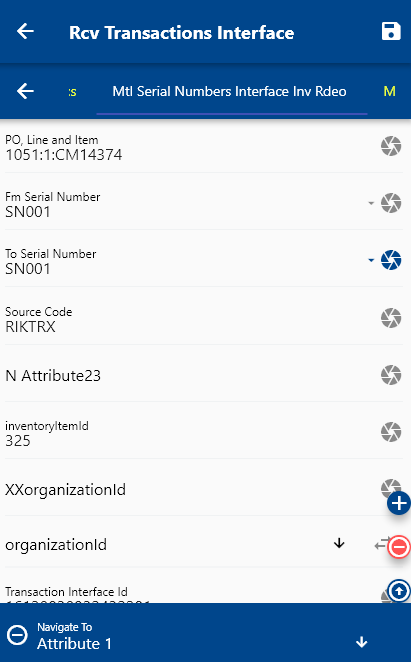 Rcv Transactions Interface
s Mtl Serial Numbers Interface Inv Rdeo M
PO, Line and Item
1051:1:CM14374
Fm Serial Number
SN001
To Serial Number
SN001
Source Code
RIKTRX
N Attribute23
inventoryItemId
325
XXorganizationId
organizationId
Transaction Interface Id
Navigate To
Attribute 1